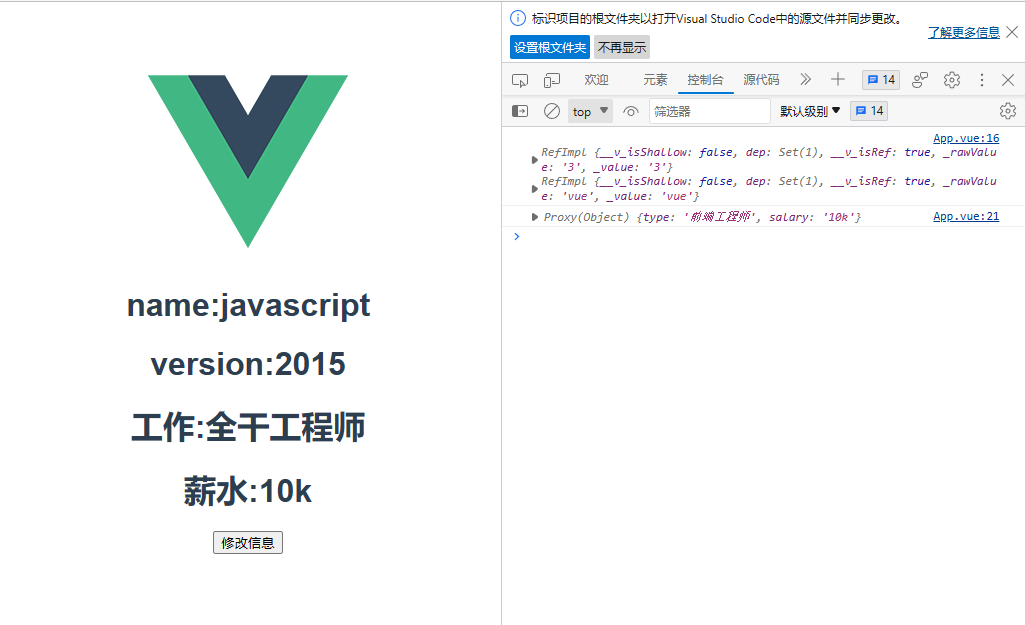 name:javascript
version:2015
工作:全干工程师
薪水:10k
修改信息
标识项目的根文件夹以打开Visual Studio Code中的源文件并同步更改。
了解更多信息
设置根文件夹 不再显示
欢迎 元素 控制台 源代码 14
top 筛选器 默认级别 14
App.vue:16
RefImpl {__v_isShallow: false, dep: Set(1), __v_isRef: true, _rawValu
e: '3', _value: '3'}
RefImpl {__v_isShallow: false, dep: Set(1), __v_isRef: true, _rawValu
e: 'vue', _value: 'vue'}
Proxy(Object) {type: '前端工程师', salary: '10k'} App.vue:21